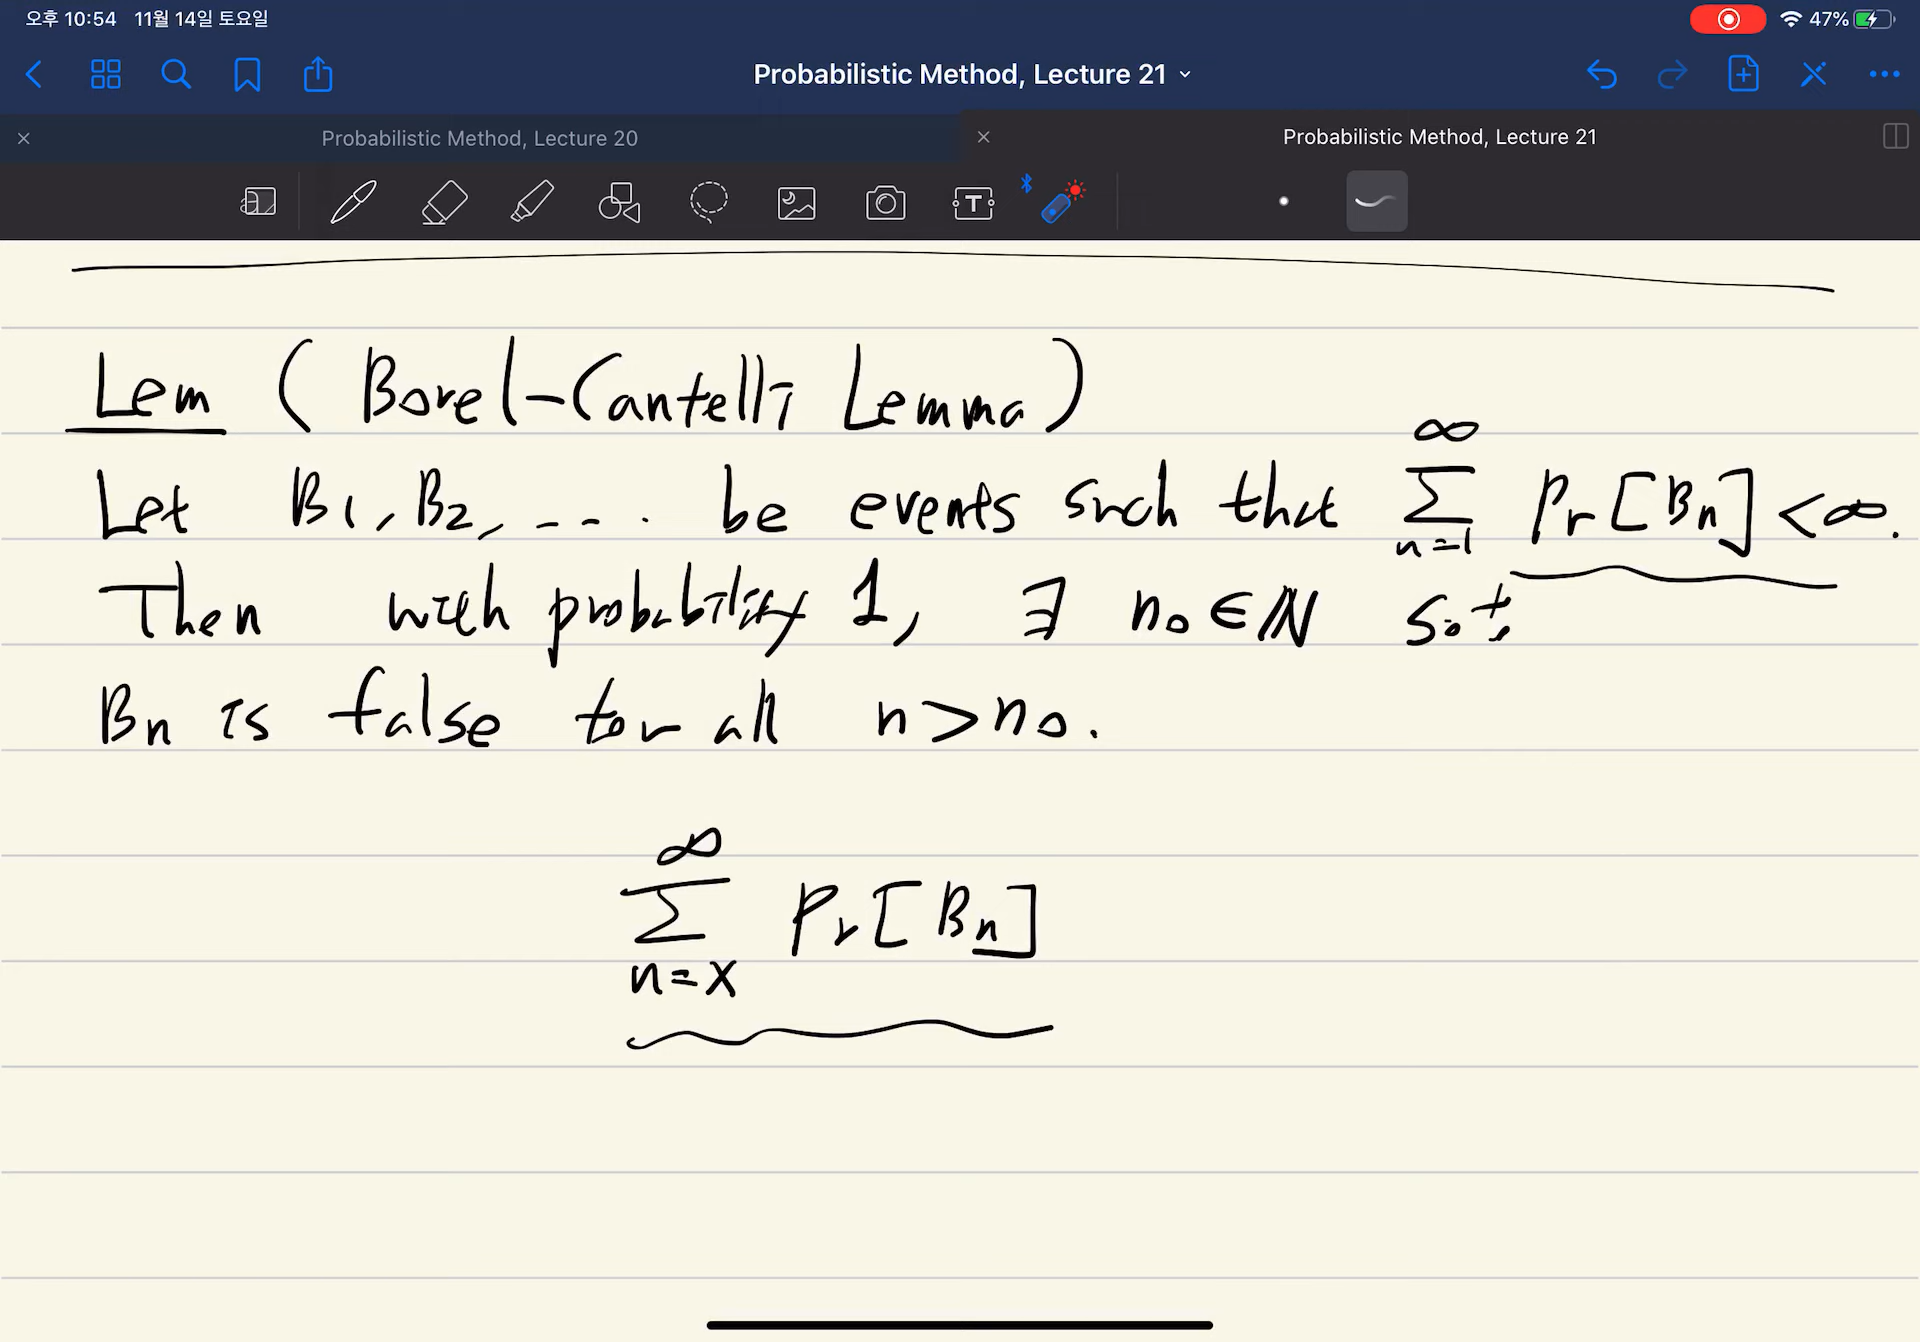 오후 10:54 11월 14일 토요일 47%
Probabilistic Method, Lecture 21
Probabilistic Method, Lecture 20 Probabilistic Method, Lecture 21
T
Lem (Borel-Cantelli Lemma)
Let B₁, B₂, ---. be events such that ∑_{n=1}^{∞} Pr[Bₙ] < ∞.
Then with probability 1, ∃ n₀ ∈ ℕ s.t.
Bₙ is false for all n > n₀.
∑_{n=x}^{∞} Pr[Bₙ]